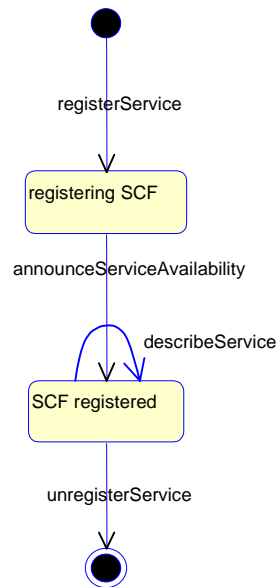 registerService
registering SCF
announceServiceAvailability
describeService
SCF registered
unregisterService